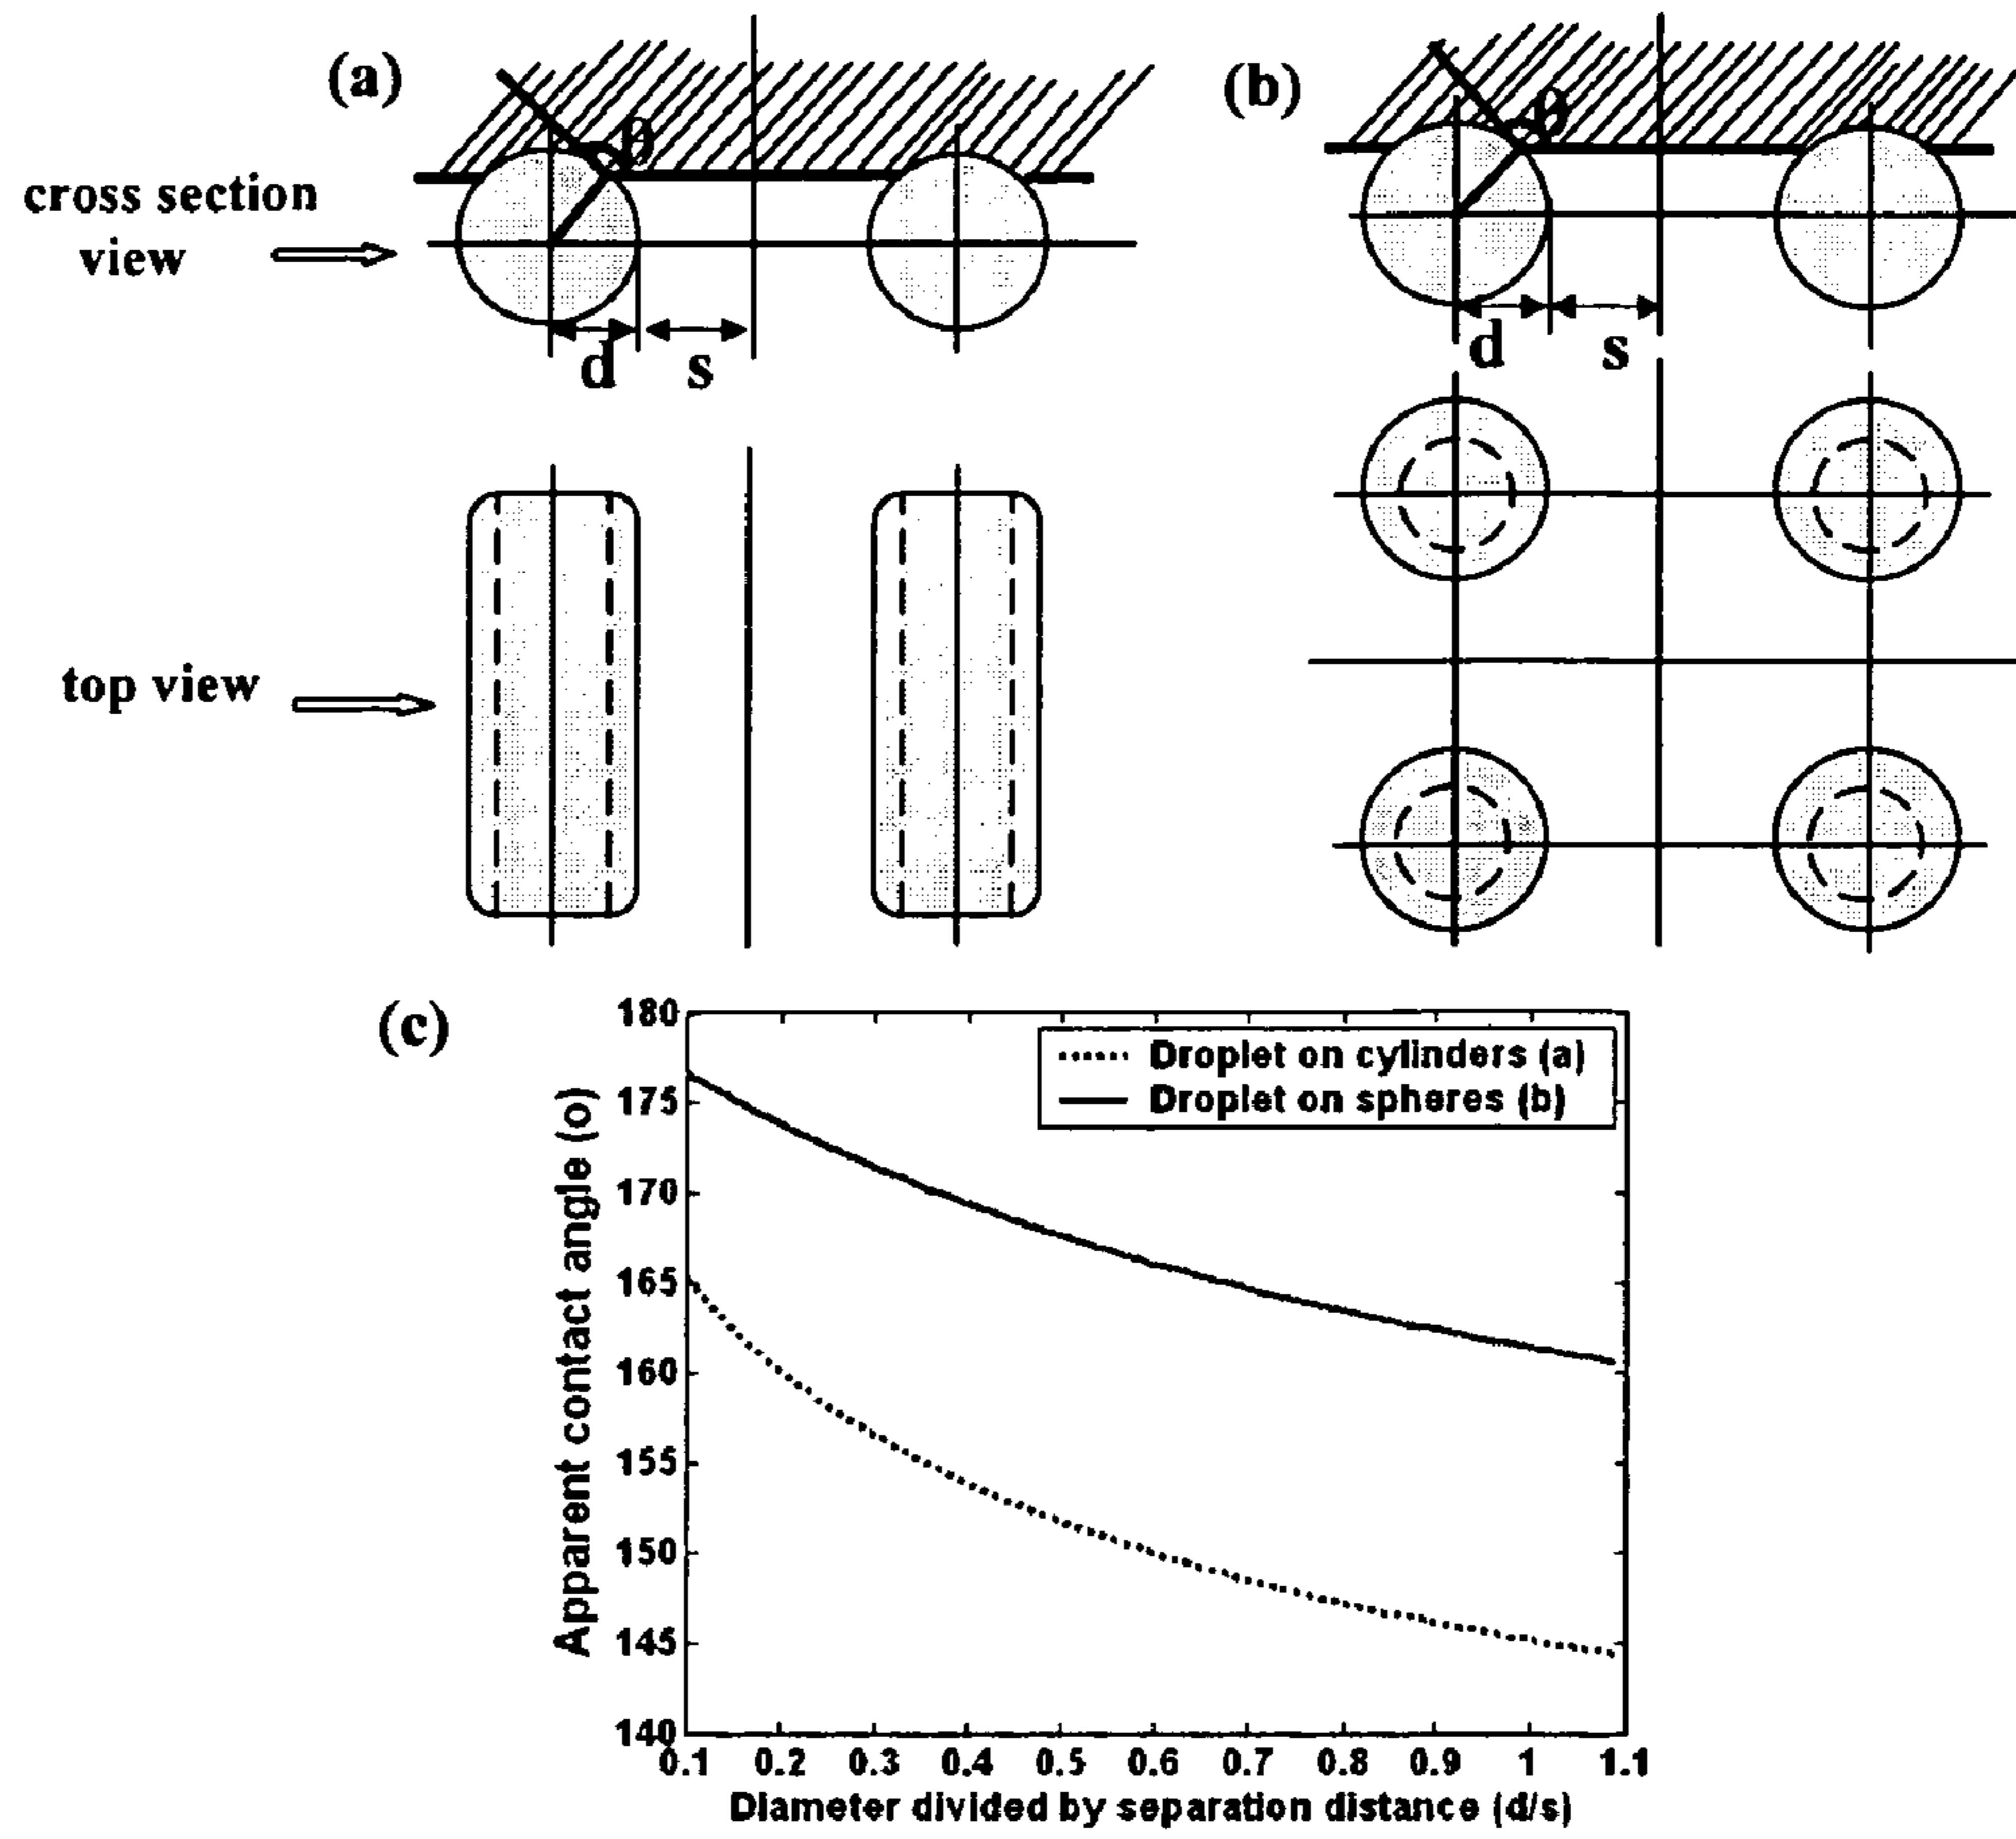 (a)
(b)
θ
θ
cross section
view
d
s
d
s
top view
(c)
Apparent contact angle (o)
180
175
170
165
160
155
150
145
140
Droplet on cylinders (a)
Droplet on spheres (b)
0.1 0.2 0.3 0.4 0.5 0.6 0.7 0.8 0.9 1 1.1
Diameter divided by separation distance (d/s)